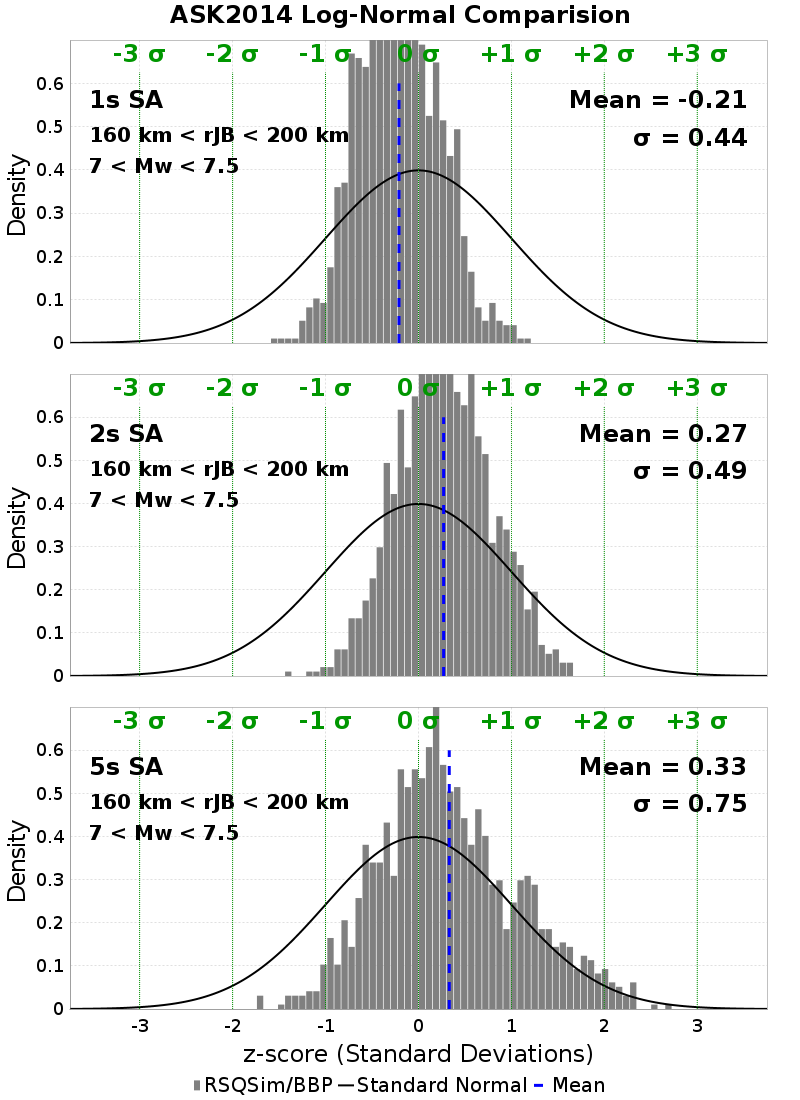 ASK2014 Log-Normal Comparision
-3 σ -2 σ -1 σ 0 σ +1 σ +2 σ +3 σ
1s SA
Mean = -0.21
160 km < rJB < 200 km
σ = 0.44
7 < Mw < 7.5
Density
0.6
0.5
0.4
0.3
0.2
0.1
0
-3 σ -2 σ -1 σ 0 σ +1 σ +2 σ +3 σ
2s SA
Mean = 0.27
160 km < rJB < 200 km
σ = 0.49
7 < Mw < 7.5
Density
0.6
0.5
0.4
0.3
0.2
0.1
0
-3 σ -2 σ -1 σ 0 σ +1 σ +2 σ +3 σ
5s SA
Mean = 0.33
160 km < rJB < 200 km
σ = 0.75
7 < Mw < 7.5
Density
0.6
0.5
0.4
0.3
0.2
0.1
0
-3 -2 -1 0 1 2 3
z-score (Standard Deviations)
RSQSim/BBP Standard Normal Mean